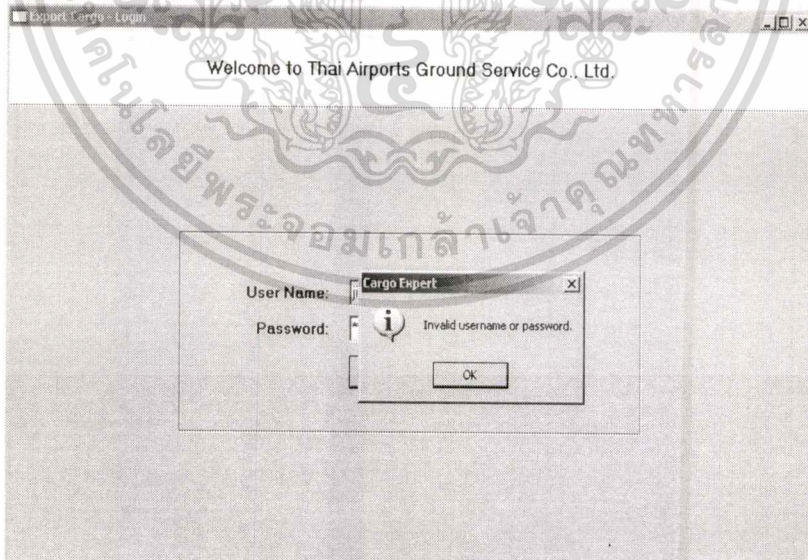 Export Cargo - Login
Welcome to Thai Airports Ground Service Co., Ltd.
User Name:
Password:
Cargo Expert
Invalid username or password.
OK